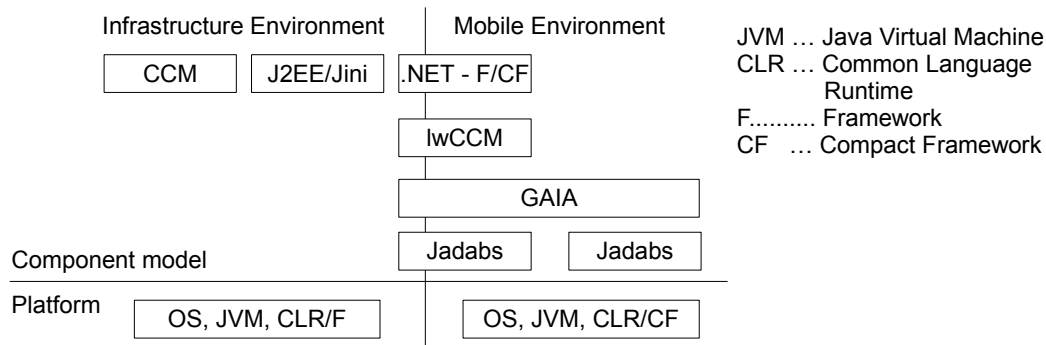 Infrastructure Environment Mobile Environment
CCM J2EE/Jini .NET - F/CF
lwCCM
GAIA
Jadabs Jadabs
Component model
Platform
OS, JVM, CLR/F OS, JVM, CLR/CF
JVM … Java Virtual Machine
CLR … Common Language
Runtime
F.......... Framework
CF … Compact Framework